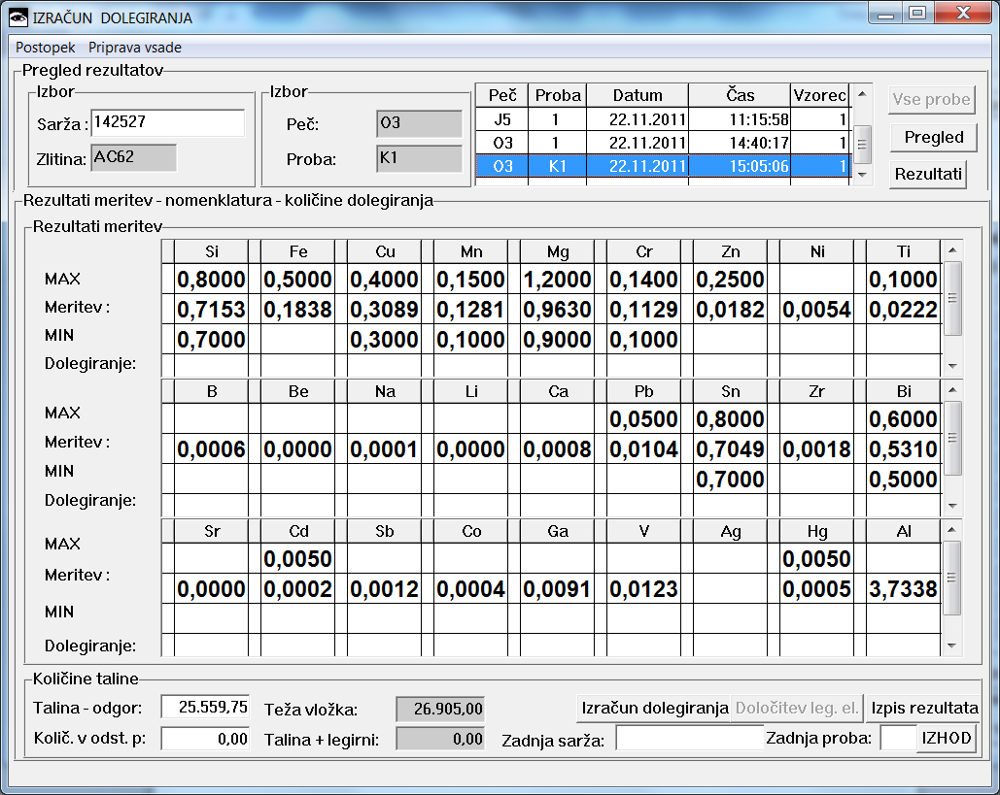 IZRAČUN DOLEGIRANJA
Postopek Priprava vsade
Pregled rezultatov
Izbor
Sarža : 142527
Zlitina: AC62
Izbor
Peč: O3
Proba: K1
Peč Proba Datum Čas Vzorec
J5 1 22.11.2011 11:15:58 1
O3 1 22.11.2011 14:40:17 1
O3 K1 22.11.2011 15:05:06 1
Vse probe
Pregled
Rezultati
Rezultati meritev - nomenklatura - količine dolegiranja
Rezultati meritev
Si Fe Cu Mn Mg Cr Zn Ni Ti
MAX 0,8000 0,5000 0,4000 0,1500 1,2000 0,1400 0,2500 0,1000
Meritev : 0,7153 0,1838 0,3089 0,1281 0,9630 0,1129 0,0182 0,0054 0,0222
MIN 0,7000 0,3000 0,1000 0,9000 0,1000
Dolegiranje:
B Be Na Li Ca Pb Sn Zr Bi
MAX 0,0500 0,8000 0,6000
Meritev : 0,0006 0,0000 0,0001 0,0000 0,0008 0,0104 0,7049 0,0018 0,5310
MIN 0,7000 0,5000
Dolegiranje:
Sr Cd Sb Co Ga V Ag Hg Al
MAX 0,0050 0,0050
Meritev : 0,0000 0,0002 0,0012 0,0004 0,0091 0,0123 0,0005 3,7338
MIN
Dolegiranje:
Količine taline
Talina - odgor: 25.559,75 Teža vložka: 26.905,00 Izračun dolegiranja Določitev leg. el. Izpis rezultata
Količ. v odst. p: 0,00 Talina + legirni: 0,00 Zadnja sarža: Zadnja proba: IZHOD